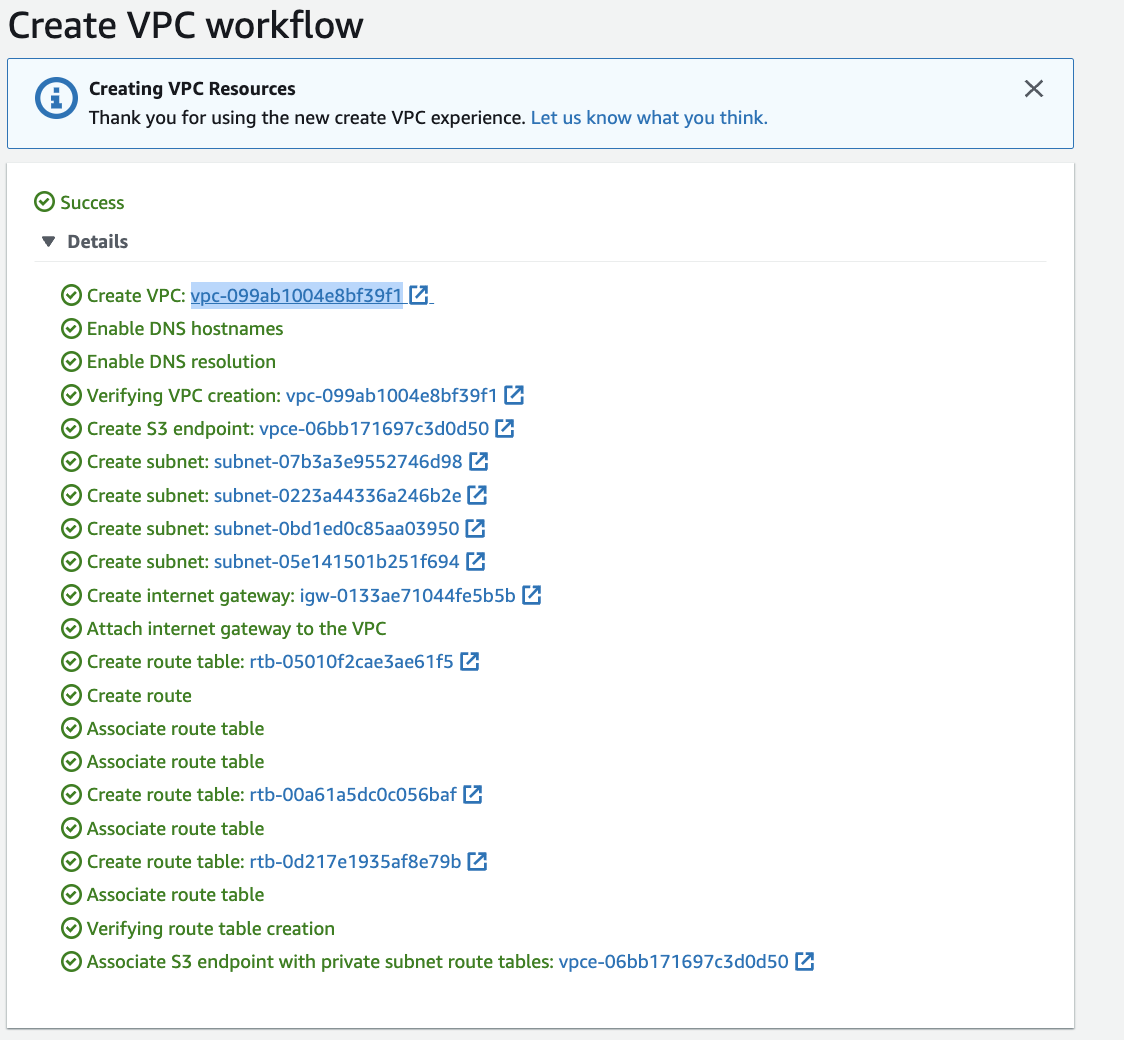 Create VPC workflow
Creating VPC Resources
Thank you for using the new create VPC experience. Let us know what you think.
Success
Details
Create VPC: vpc-099ab1004e8bf39f1
Enable DNS hostnames
Enable DNS resolution
Verifying VPC creation: vpc-099ab1004e8bf39f1
Create S3 endpoint: vpce-06bb171697c3d0d50
Create subnet: subnet-07b3a3e9552746d98
Create subnet: subnet-0223a44336a246b2e
Create subnet: subnet-0bd1ed0c85aa03950
Create subnet: subnet-05e141501b251f694
Create internet gateway: igw-0133ae71044fe5b5b
Attach internet gateway to the VPC
Create route table: rtb-05010f2cae3ae61f5
Create route
Associate route table
Associate route table
Create route table: rtb-00a61a5dc0c056baf
Associate route table
Create route table: rtb-0d217e1935af8e79b
Associate route table
Verifying route table creation
Associate S3 endpoint with private subnet route tables: vpce-06bb171697c3d0d50